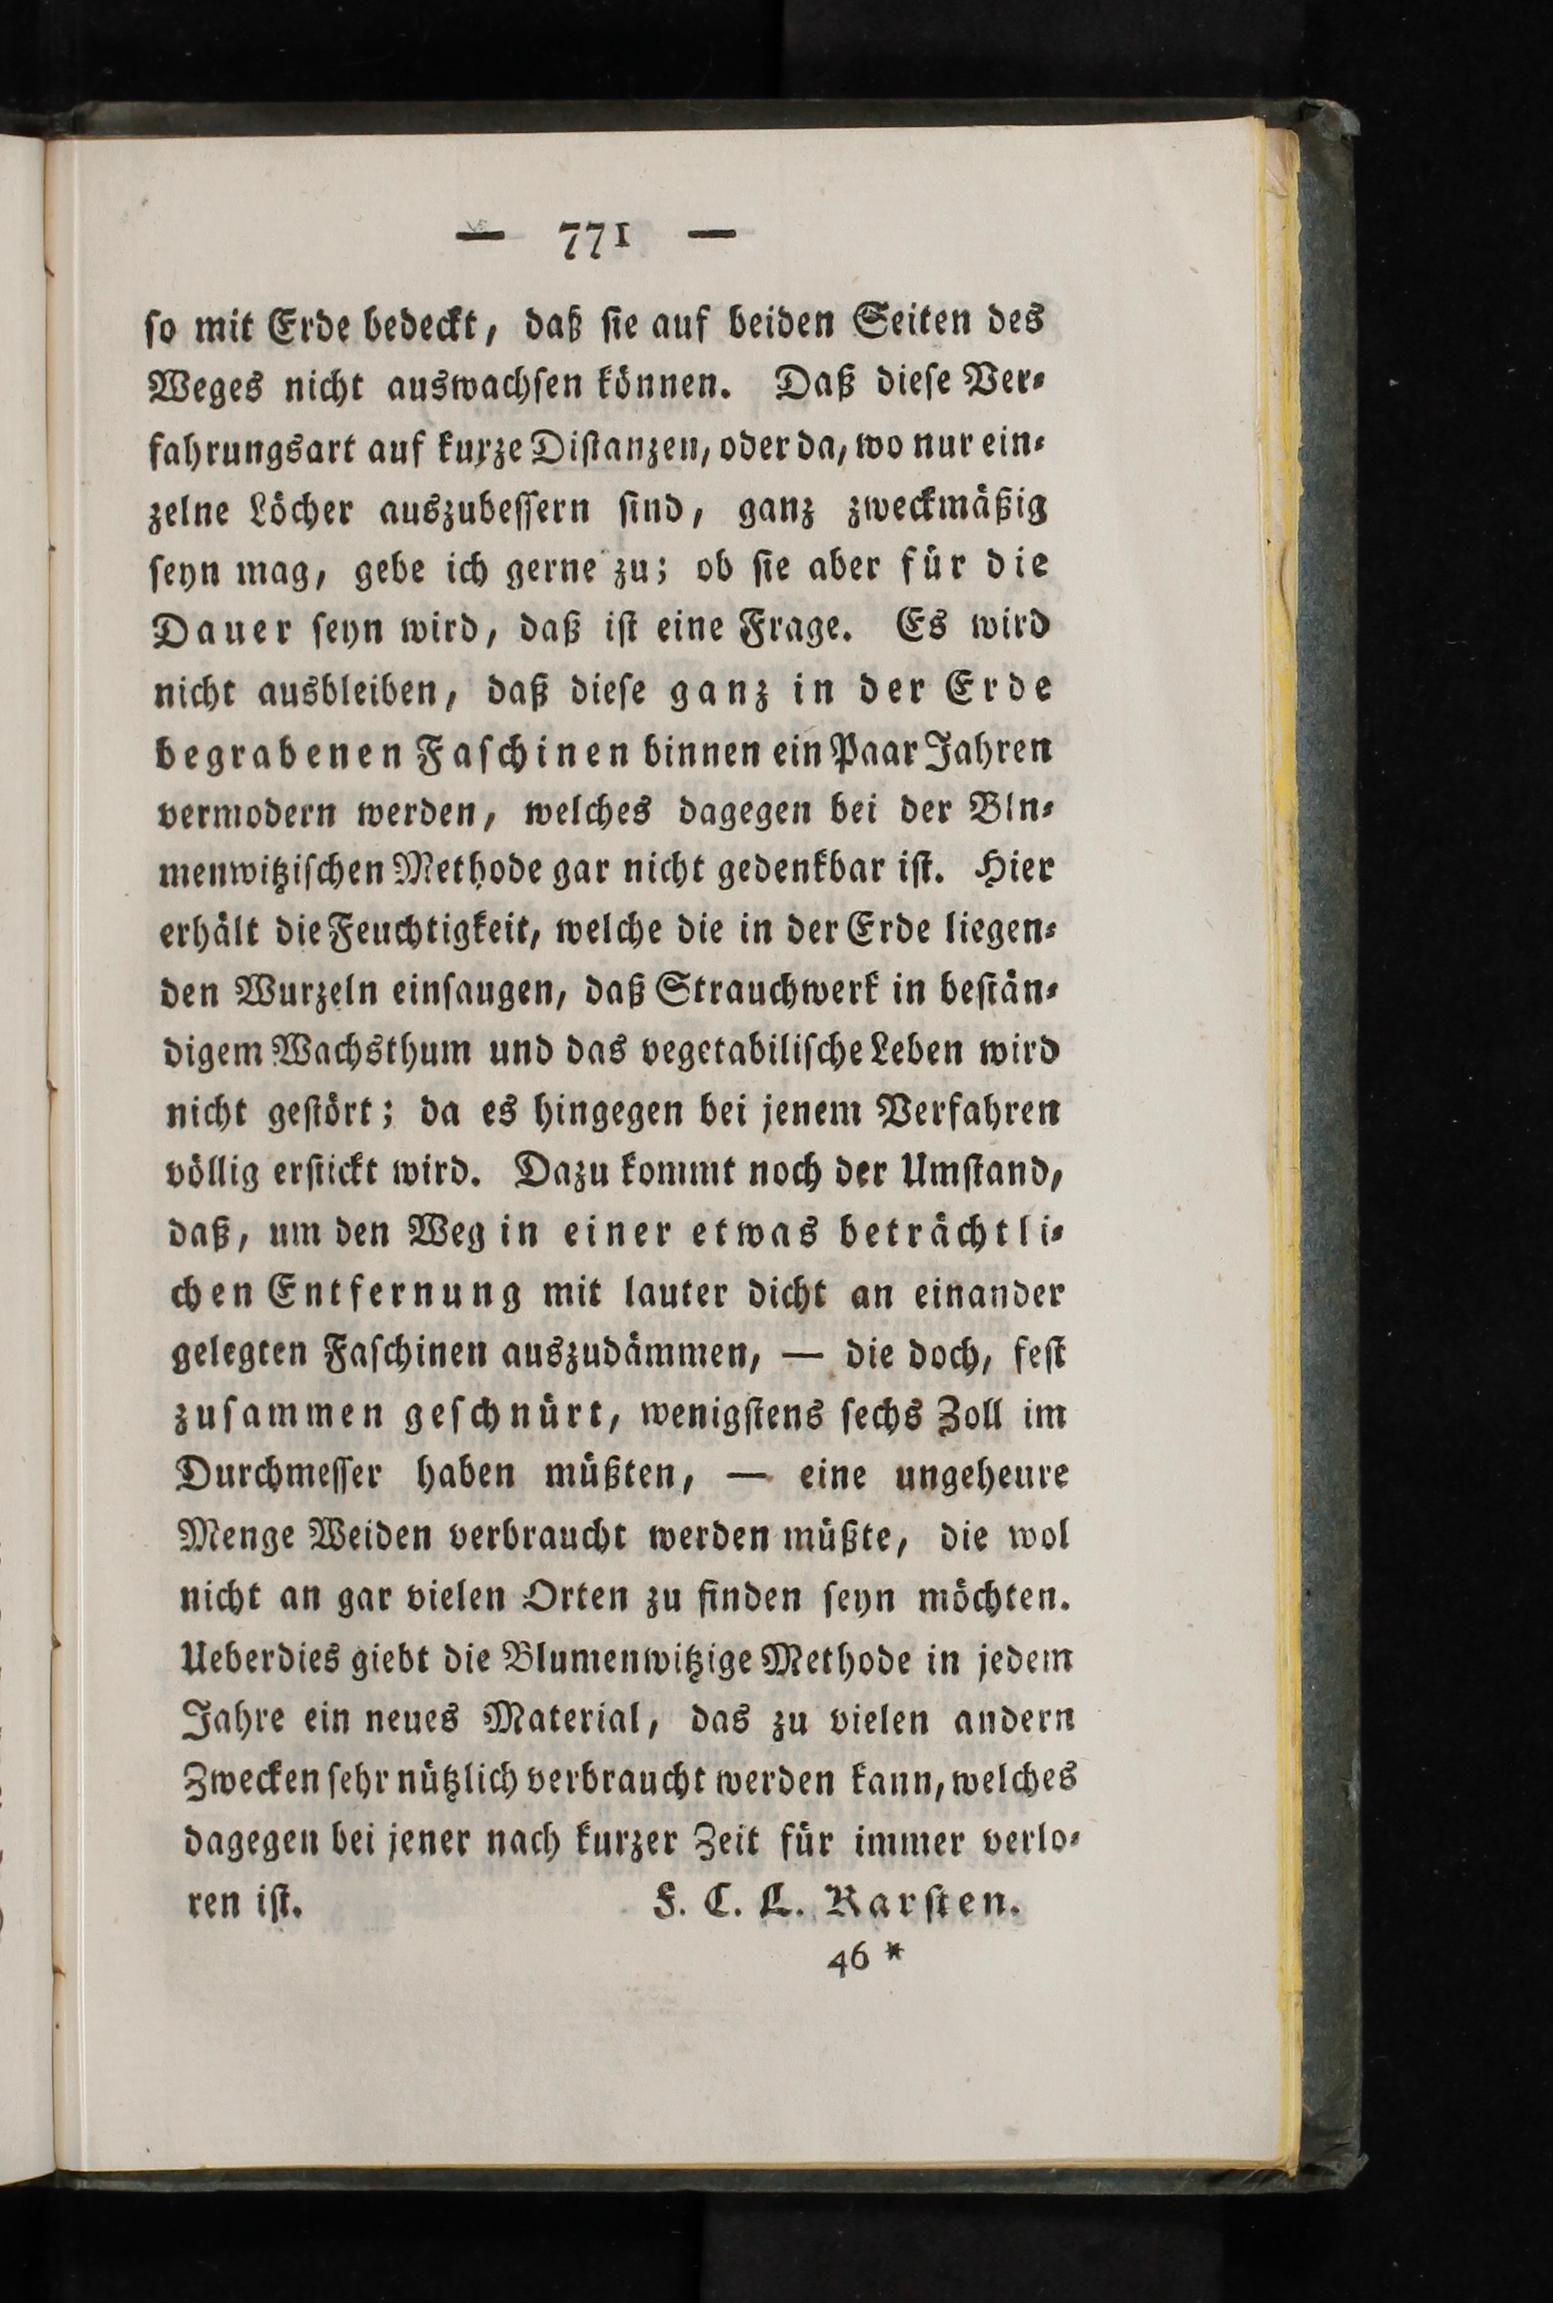 — 771 —
so mit Erde bedeckt, daß sie auf beiden Seiten des
Weges nicht auswachsen können. Daß diese Ver-
fahrungsart auf kurze Distanzen, oder da, wo nur ein-
zelne Löcher auszubessern sind, ganz zweckmäßig
seyn mag, gebe ich gerne zu; ob sie aber für die
Dauer seyn wird, daß ist eine Frage. Es wird
nicht ausbleiben, daß diese ganz in der Erde
begrabenen Faschinen binnen ein Paar Jahren
vermodern werden, welches dagegen bei der Bln-
menwitzischen Methode gar nicht gedenkbar ist. Hier
erhält die Feuchtigkeit, welche die in der Erde liegen-
den Wurzeln einsaugen, daß Strauchwerk in bestän-
digem Wachsthum und das vegetabilische Leben wird
nicht gestört; da es hingegen bei jenem Verfahren
völlig erstickt wird. Dazu kommt noch der Umstand,
daß, um den Weg in einer etwas beträchtli-
chen Entfernung mit lauter dicht an einander
gelegten Faschinen auszudämmen, — die doch, fest
zusammen geschnürt, wenigstens sechs Zoll im
Durchmesser haben müßten, — eine ungeheure
Menge Weiden verbraucht werden müßte, die wol
nicht an gar vielen Orten zu finden seyn möchten.
Ueberdies giebt die Blumenwitzige Methode in jedem
Jahre ein neues Material, das zu vielen andern
Zwecken sehr nützlich verbraucht werden kann, welches
dagegen bei jener nach kurzer Zeit für immer verlo-
ren ist. F. C. L. Karsten.
46 *